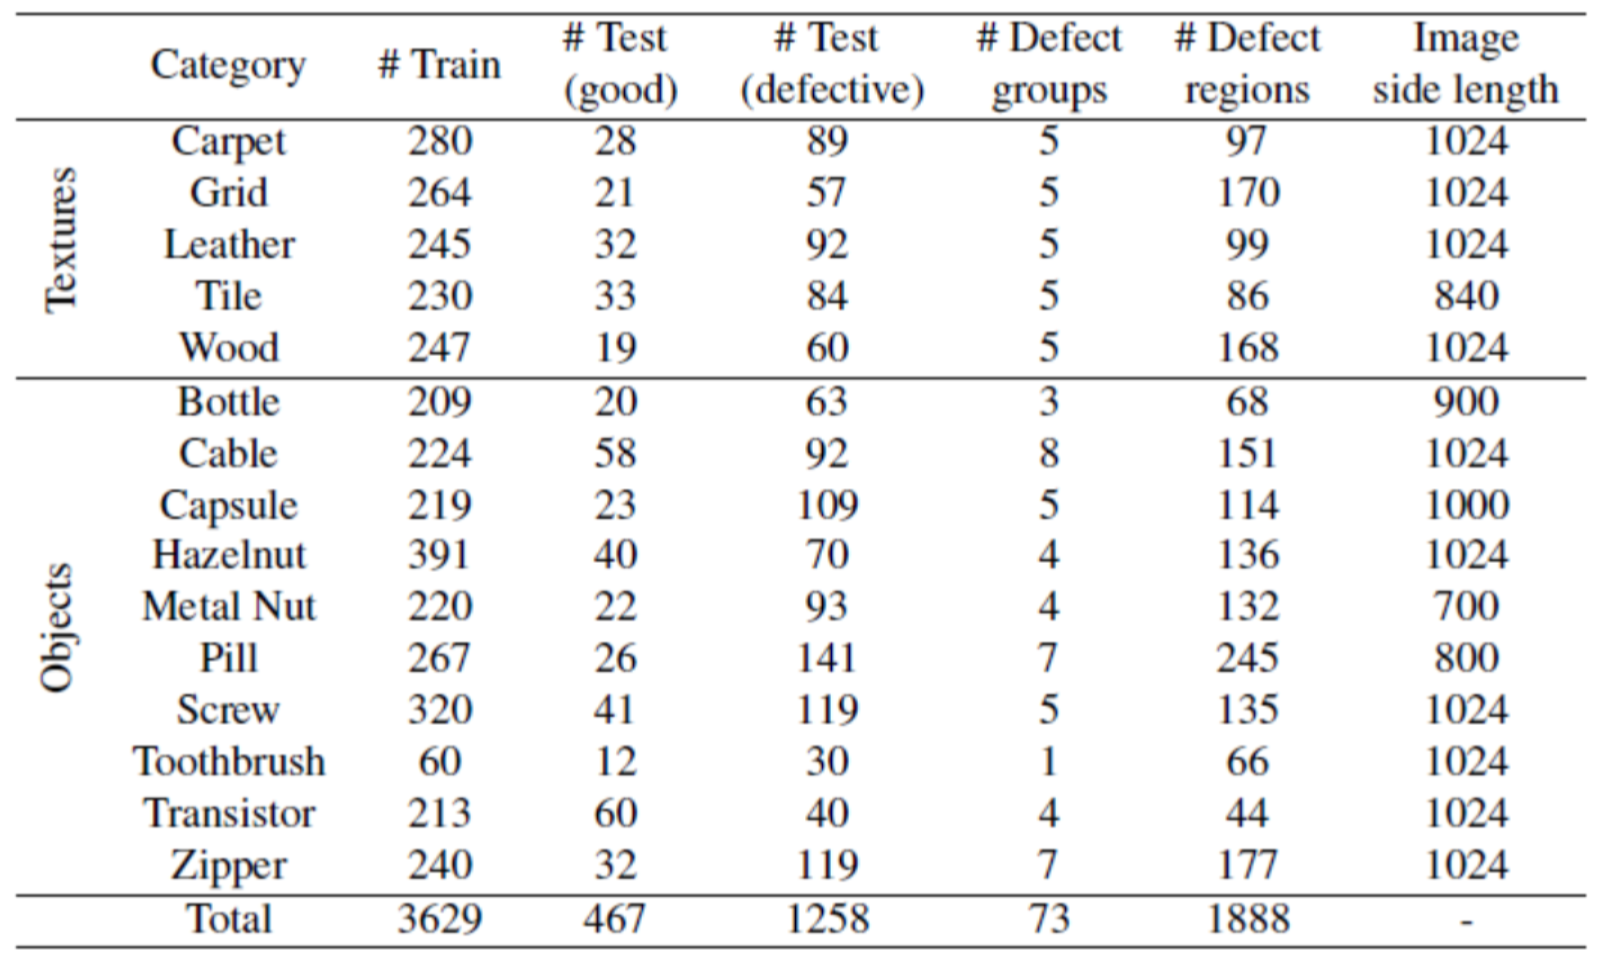 Category # Train # Test (good) # Test (defective) # Defect groups # Defect regions Image side length
Textures
Carpet 280 28 89 5 97 1024
Grid 264 21 57 5 170 1024
Leather 245 32 92 5 99 1024
Tile 230 33 84 5 86 840
Wood 247 19 60 5 168 1024
Objects
Bottle 209 20 63 3 68 900
Cable 224 58 92 8 151 1024
Capsule 219 23 109 5 114 1000
Hazelnut 391 40 70 4 136 1024
Metal Nut 220 22 93 4 132 700
Pill 267 26 141 7 245 800
Screw 320 41 119 5 135 1024
Toothbrush 60 12 30 1 66 1024
Transistor 213 60 40 4 44 1024
Zipper 240 32 119 7 177 1024
Total 3629 467 1258 73 1888 -